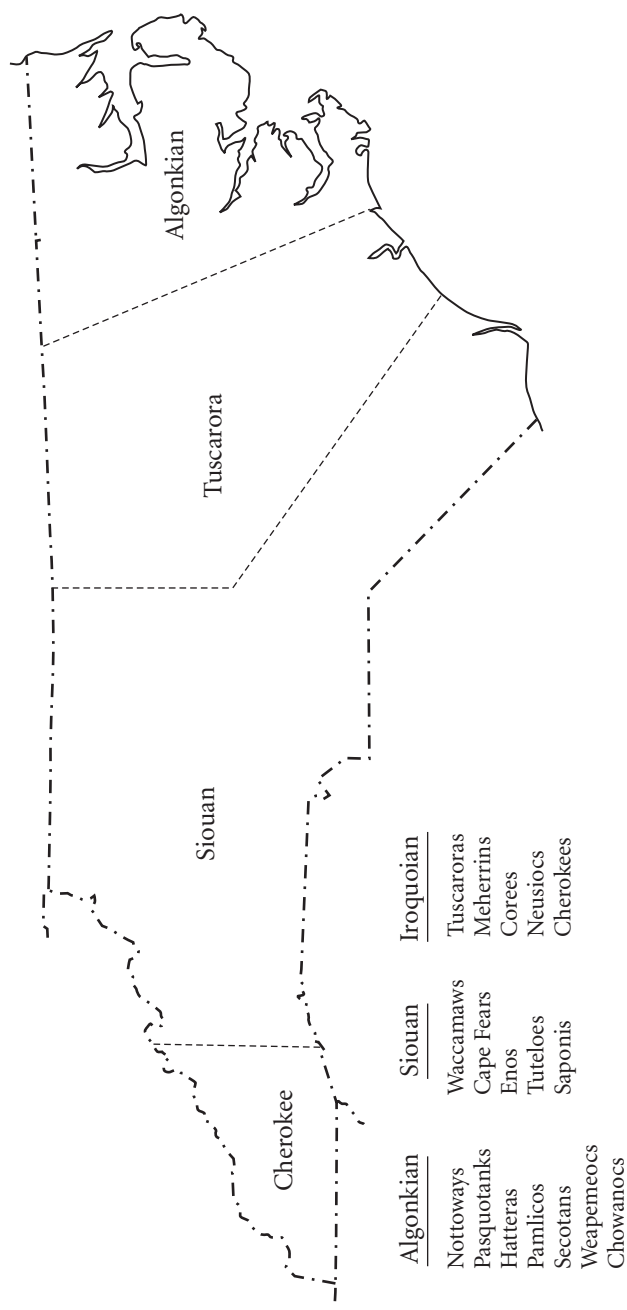 Algonkian
Tuscarora
Siouan
Cherokee
Algonkian
Nottoways
Pasquotanks
Hatteras
Pamlicos
Secotans
Weapemeocs
Chowanocs
Siouan
Waccamaws
Cape Fears
Enos
Tuteloes
Saponis
Iroquoian
Tuscaroras
Meherrins
Corees
Neusiocs
Cherokees